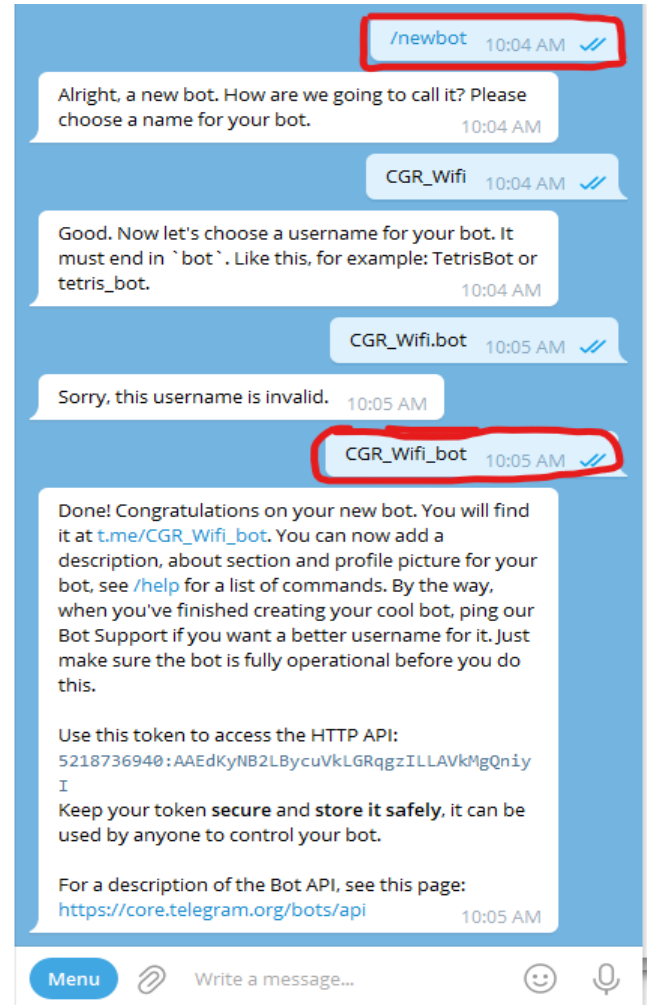 /newbot 10:04 AM
Alright, a new bot. How are we going to call it? Please
choose a name for your bot.
10:04 AM
CGR_Wifi 10:04 AM
Good. Now let's choose a username for your bot. It
must end in `bot`. Like this, for example: TetrisBot or
tetris_bot.
10:04 AM
CGR_Wifi.bot 10:05 AM
Sorry, this username is invalid. 10:05 AM
CGR_Wifi_bot 10:05 AM
Done! Congratulations on your new bot. You will find
it at t.me/CGR_Wifi_bot. You can now add a
description, about section and profile picture for your
bot, see /help for a list of commands. By the way,
when you've finished creating your cool bot, ping our
Bot Support if you want a better username for it. Just
make sure the bot is fully operational before you do
this.
Use this token to access the HTTP API:
5218736940:AAEdKyNB2LBycuVkLGRqgzILLAVkMgQniy
I
Keep your token secure and store it safely, it can be
used by anyone to control your bot.
For a description of the Bot API, see this page:
https://core.telegram.org/bots/api 10:05 AM
Menu Write a message...